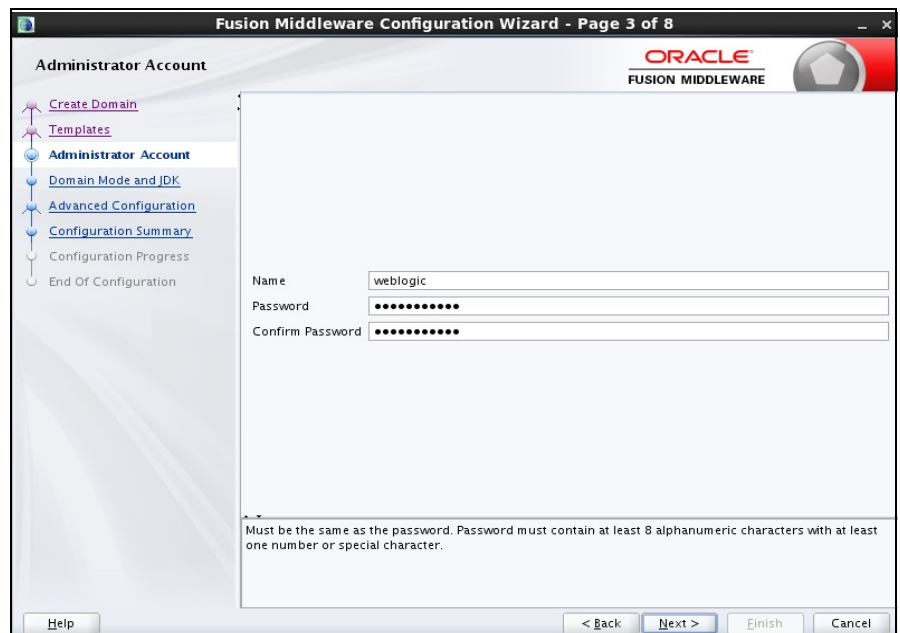 Fusion Middleware Configuration Wizard - Page 3 of 8
Administrator Account
ORACLE
FUSION MIDDLEWARE
Create Domain
Templates
Administrator Account
Domain Mode and JDK
Advanced Configuration
Configuration Summary
Configuration Progress
End Of Configuration
Name weblogic
Password •••••••••••
Confirm Password •••••••••••
Must be the same as the password. Password must contain at least 8 alphanumeric characters with at least
one number or special character.
Help < Back Next > Finish Cancel